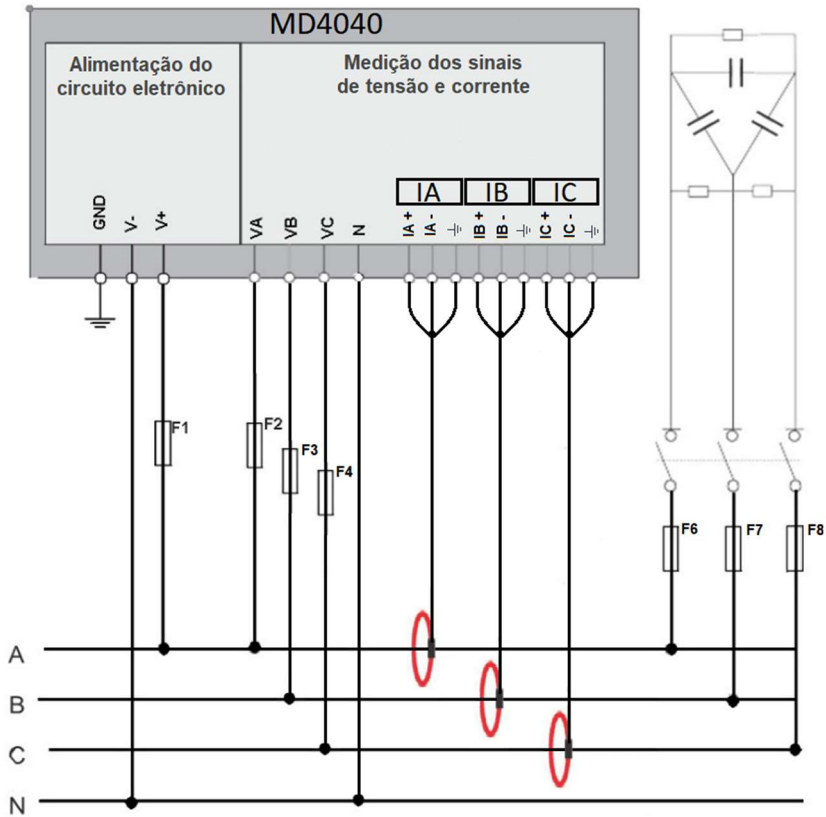 MD4040
Alimentação do
circuito eletrônico
Medição dos sinais
de tensão e corrente
IA IB IC
GND V- V+ VA VB VC N IA + IA - IB + IB - IC + IC -
F1 F2 F3 F4
F6 F7 F8
A
B
C
N